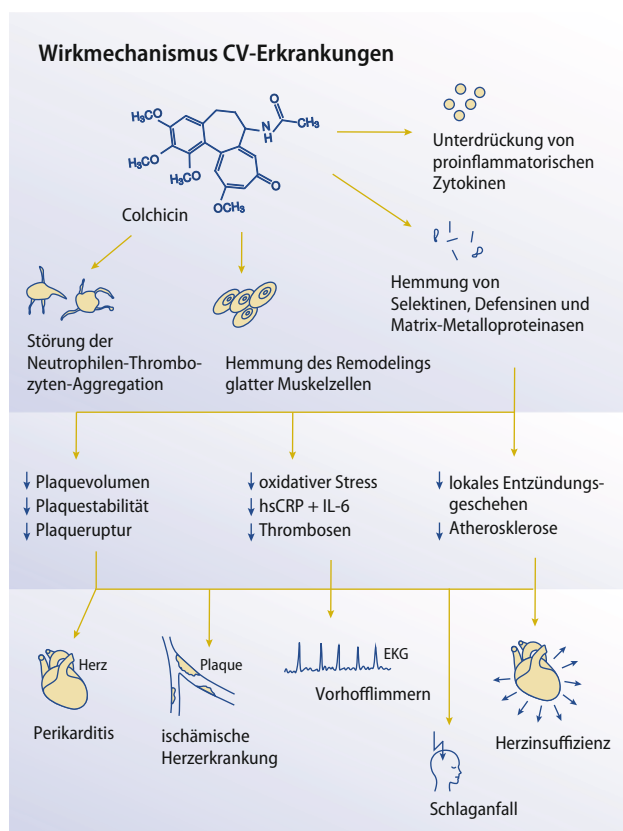 Wirkmechanismus CV-Erkrankungen
O
H₃CO
N
H
CH₃
H₃CO
H₃CO
O
OCH₃
Colchicin
Unterdrückung von
proinflammatorischen
Zytokinen
Störung der
Neutrophilen-Thrombo-
zyten-Aggregation
Hemmung des Remodelings
glatter Muskelzellen
Hemmung von
Selektinen, Defensinen und
Matrix-Metalloproteinasen
↓ Plaquevolumen
↓ Plaquestabilität
↓ Plaqueruptur
↓ oxidativer Stress
↓ hsCRP + IL-6
↓ Thrombosen
↓ lokales Entzündungs-
geschehen
↓ Atherosklerose
Herz
Perikarditis
Plaque
ischämische
Herzerkrankung
EKG
Vorhofflimmern
Schlaganfall
Herzinsuffizienz